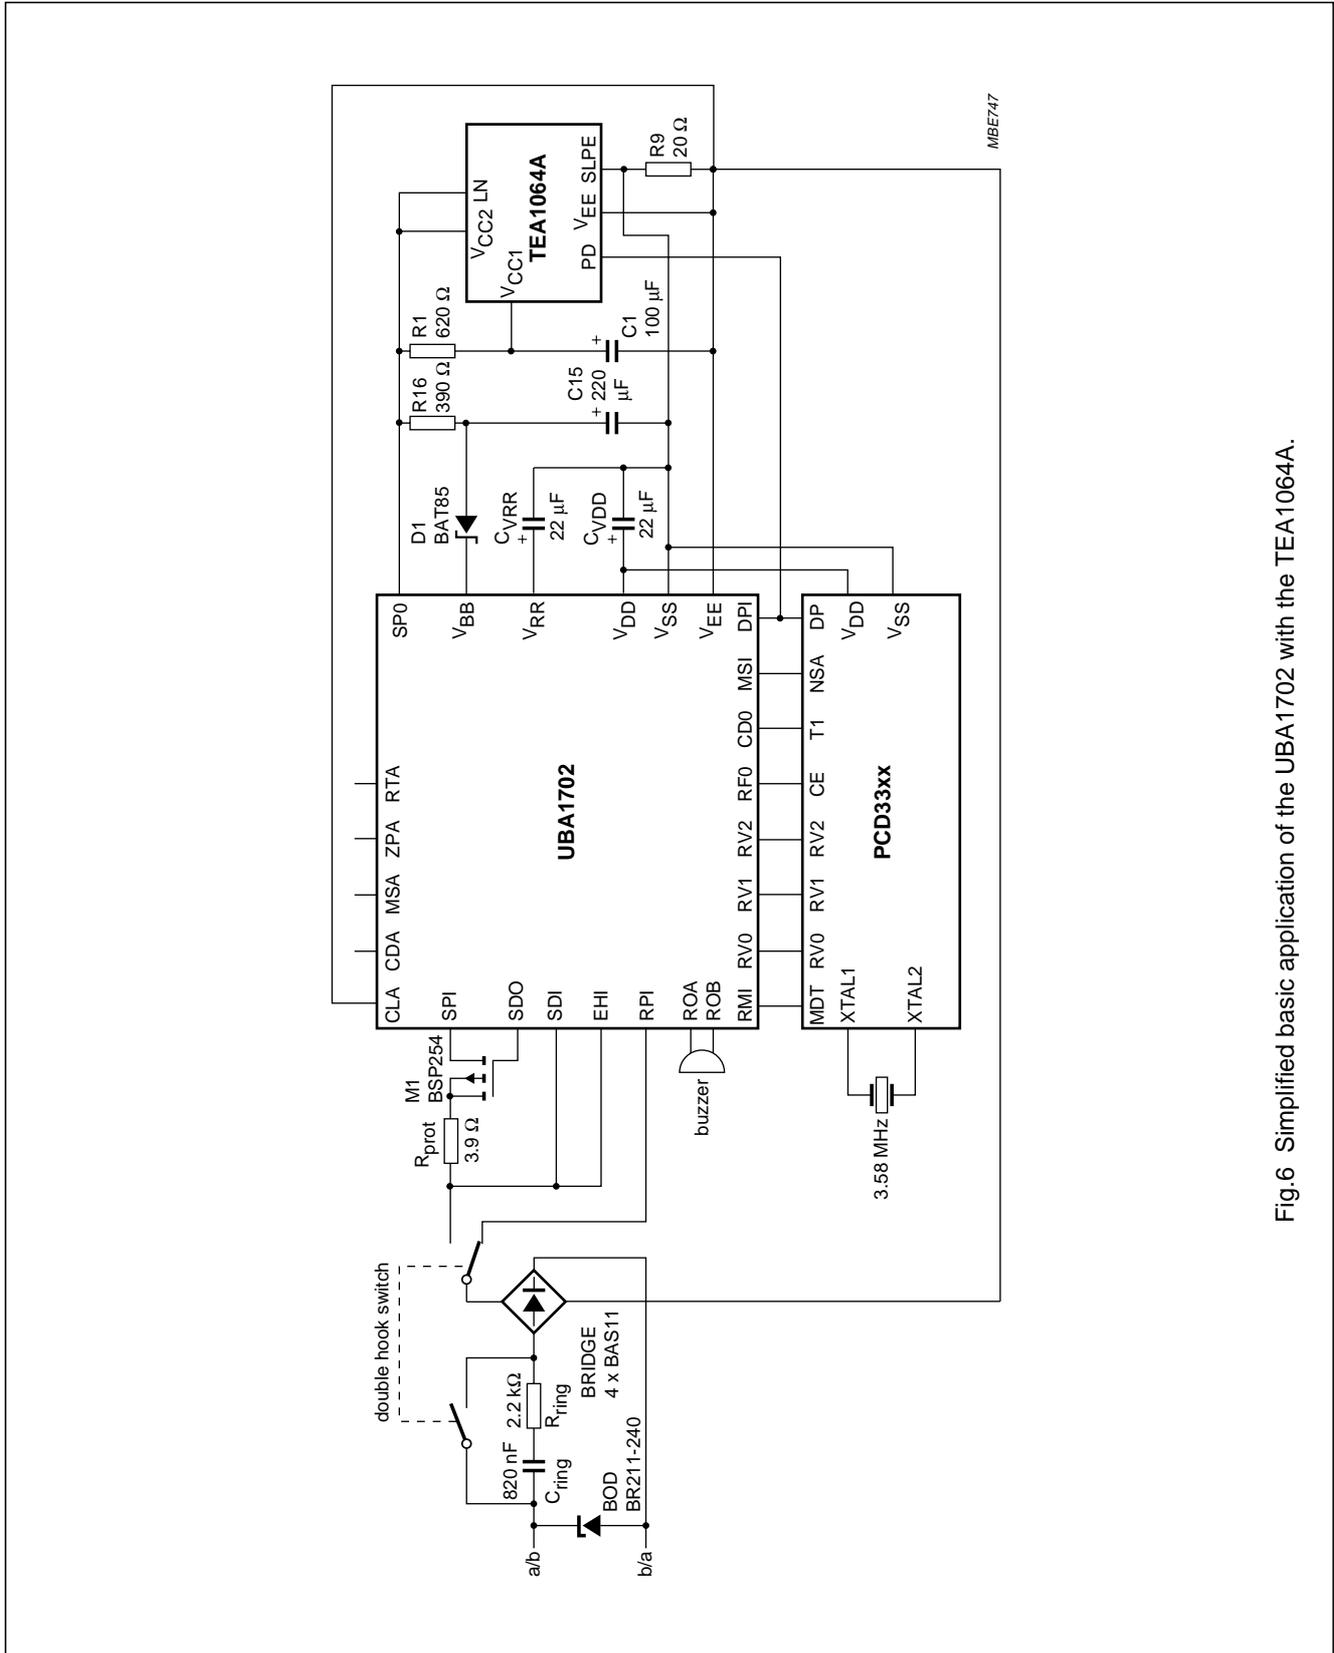 double hook switch
a/b
b/a
820 nF
C ring
2.2 kΩ
R ring
BOD
BR211-240
BRIDGE
4 x BAS11
R prot
3.9 Ω
M1
BSP254
buzzer
3.58 MHz
CLA
CDA
MSA
ZPA
RTA
SPI
SDO
SDI
EHI
RPI
ROA
ROB
UBA1702
SP0
VBB
VRR
VDD
VSS
VEE
RMI
RV0
RV1
RV2
RF0
CD0
MSI
DPI
MDT
RV0
RV1
RV2
CE
T1
NSA
DP
XTAL1
XTAL2
PCD33xx
VDD
VSS
D1
BAT85
CVRR
+
22 µF
CVDD
+
22 µF
R16
390 Ω
R1
620 Ω
C15
+ 220
µF
+ C1
100 µF
VCC1
VCC2
LN
TEA1064A
PD
VEE
SLPE
R9
20 Ω
MBE747
Fig.6 Simplified basic application of the UBA1702 with the TEA1064A.